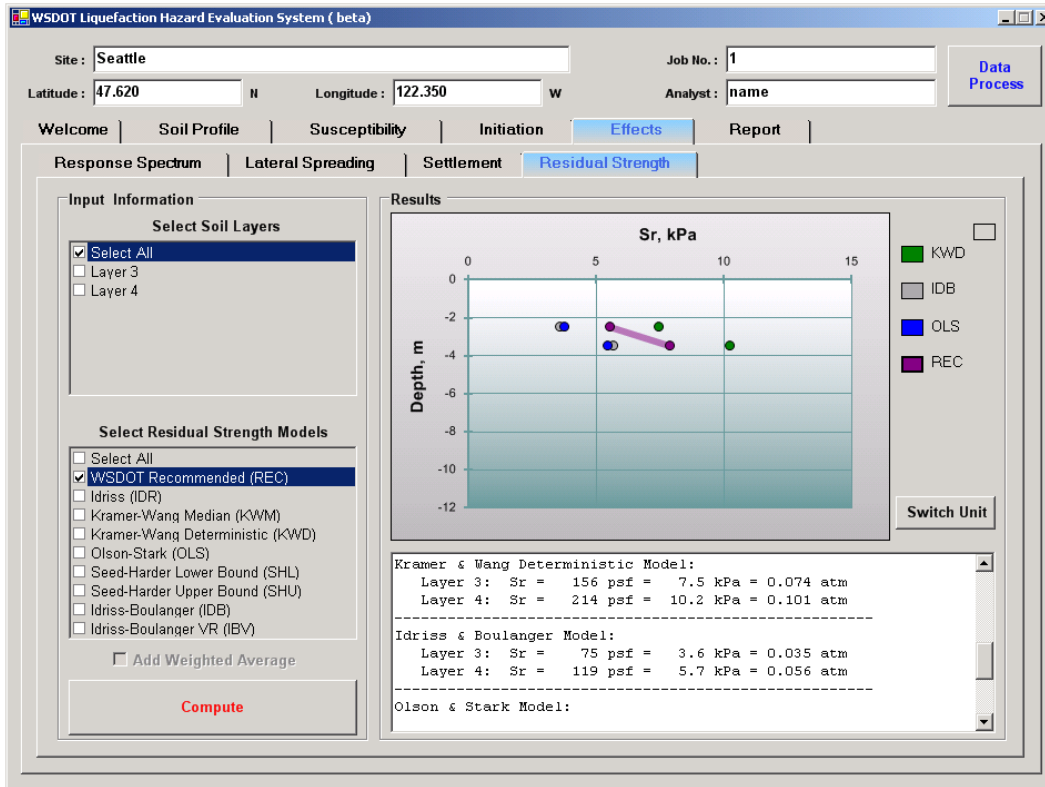 WSDOT Liquefaction Hazard Evaluation System ( beta)
Site : Seattle
Job No. : 1
Data Process
Latitude : 47.620 N Longitude : 122.350 W
Analyst : name
Welcome Soil Profile Susceptibility Initiation Effects Report
Response Spectrum Lateral Spreading Settlement Residual Strength
Input Information
Select Soil Layers
Select All
Layer 3
Layer 4
Select Residual Strength Models
Select All
WSDOT Recommended (REC)
Idriss (IDR)
Kramer-Wang Median (KWM)
Kramer-Wang Deterministic (KWD)
Olson-Stark (OLS)
Seed-Harder Lower Bound (SHL)
Seed-Harder Upper Bound (SHU)
Idriss-Boulanger (IDB)
Idriss-Boulanger VR (IBV)
Add Weighted Average
Compute
Results
Sr, kPa
0 5 10 15
Depth, m
0
-2
-4
-6
-8
-10
-12
KWD
IDB
OLS
REC
Switch Unit
Kramer & Wang Deterministic Model:
Layer 3: Sr = 156 psf = 7.5 kPa = 0.074 atm
Layer 4: Sr = 214 psf = 10.2 kPa = 0.101 atm
------------------------------------------------------
Idriss & Boulanger Model:
Layer 3: Sr = 75 psf = 3.6 kPa = 0.035 atm
Layer 4: Sr = 119 psf = 5.7 kPa = 0.056 atm
------------------------------------------------------
Olson & Stark Model: